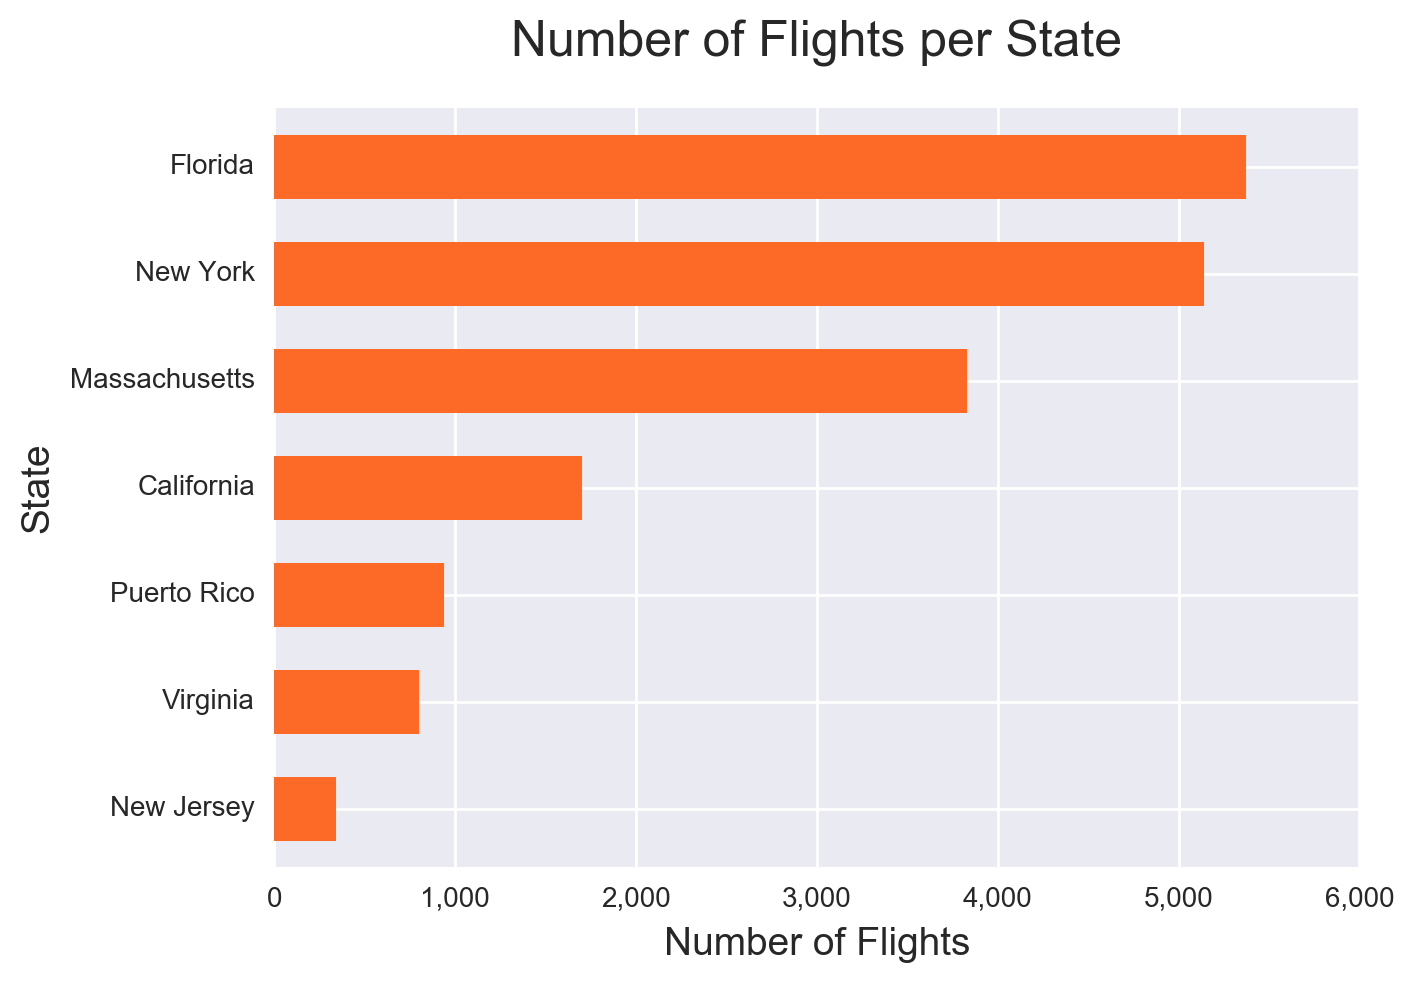 Number of Flights per State
Florida
New York
Massachusetts
California
Puerto Rico
Virginia
New Jersey
State
0 1,000 2,000 3,000 4,000 5,000 6,000
Number of Flights